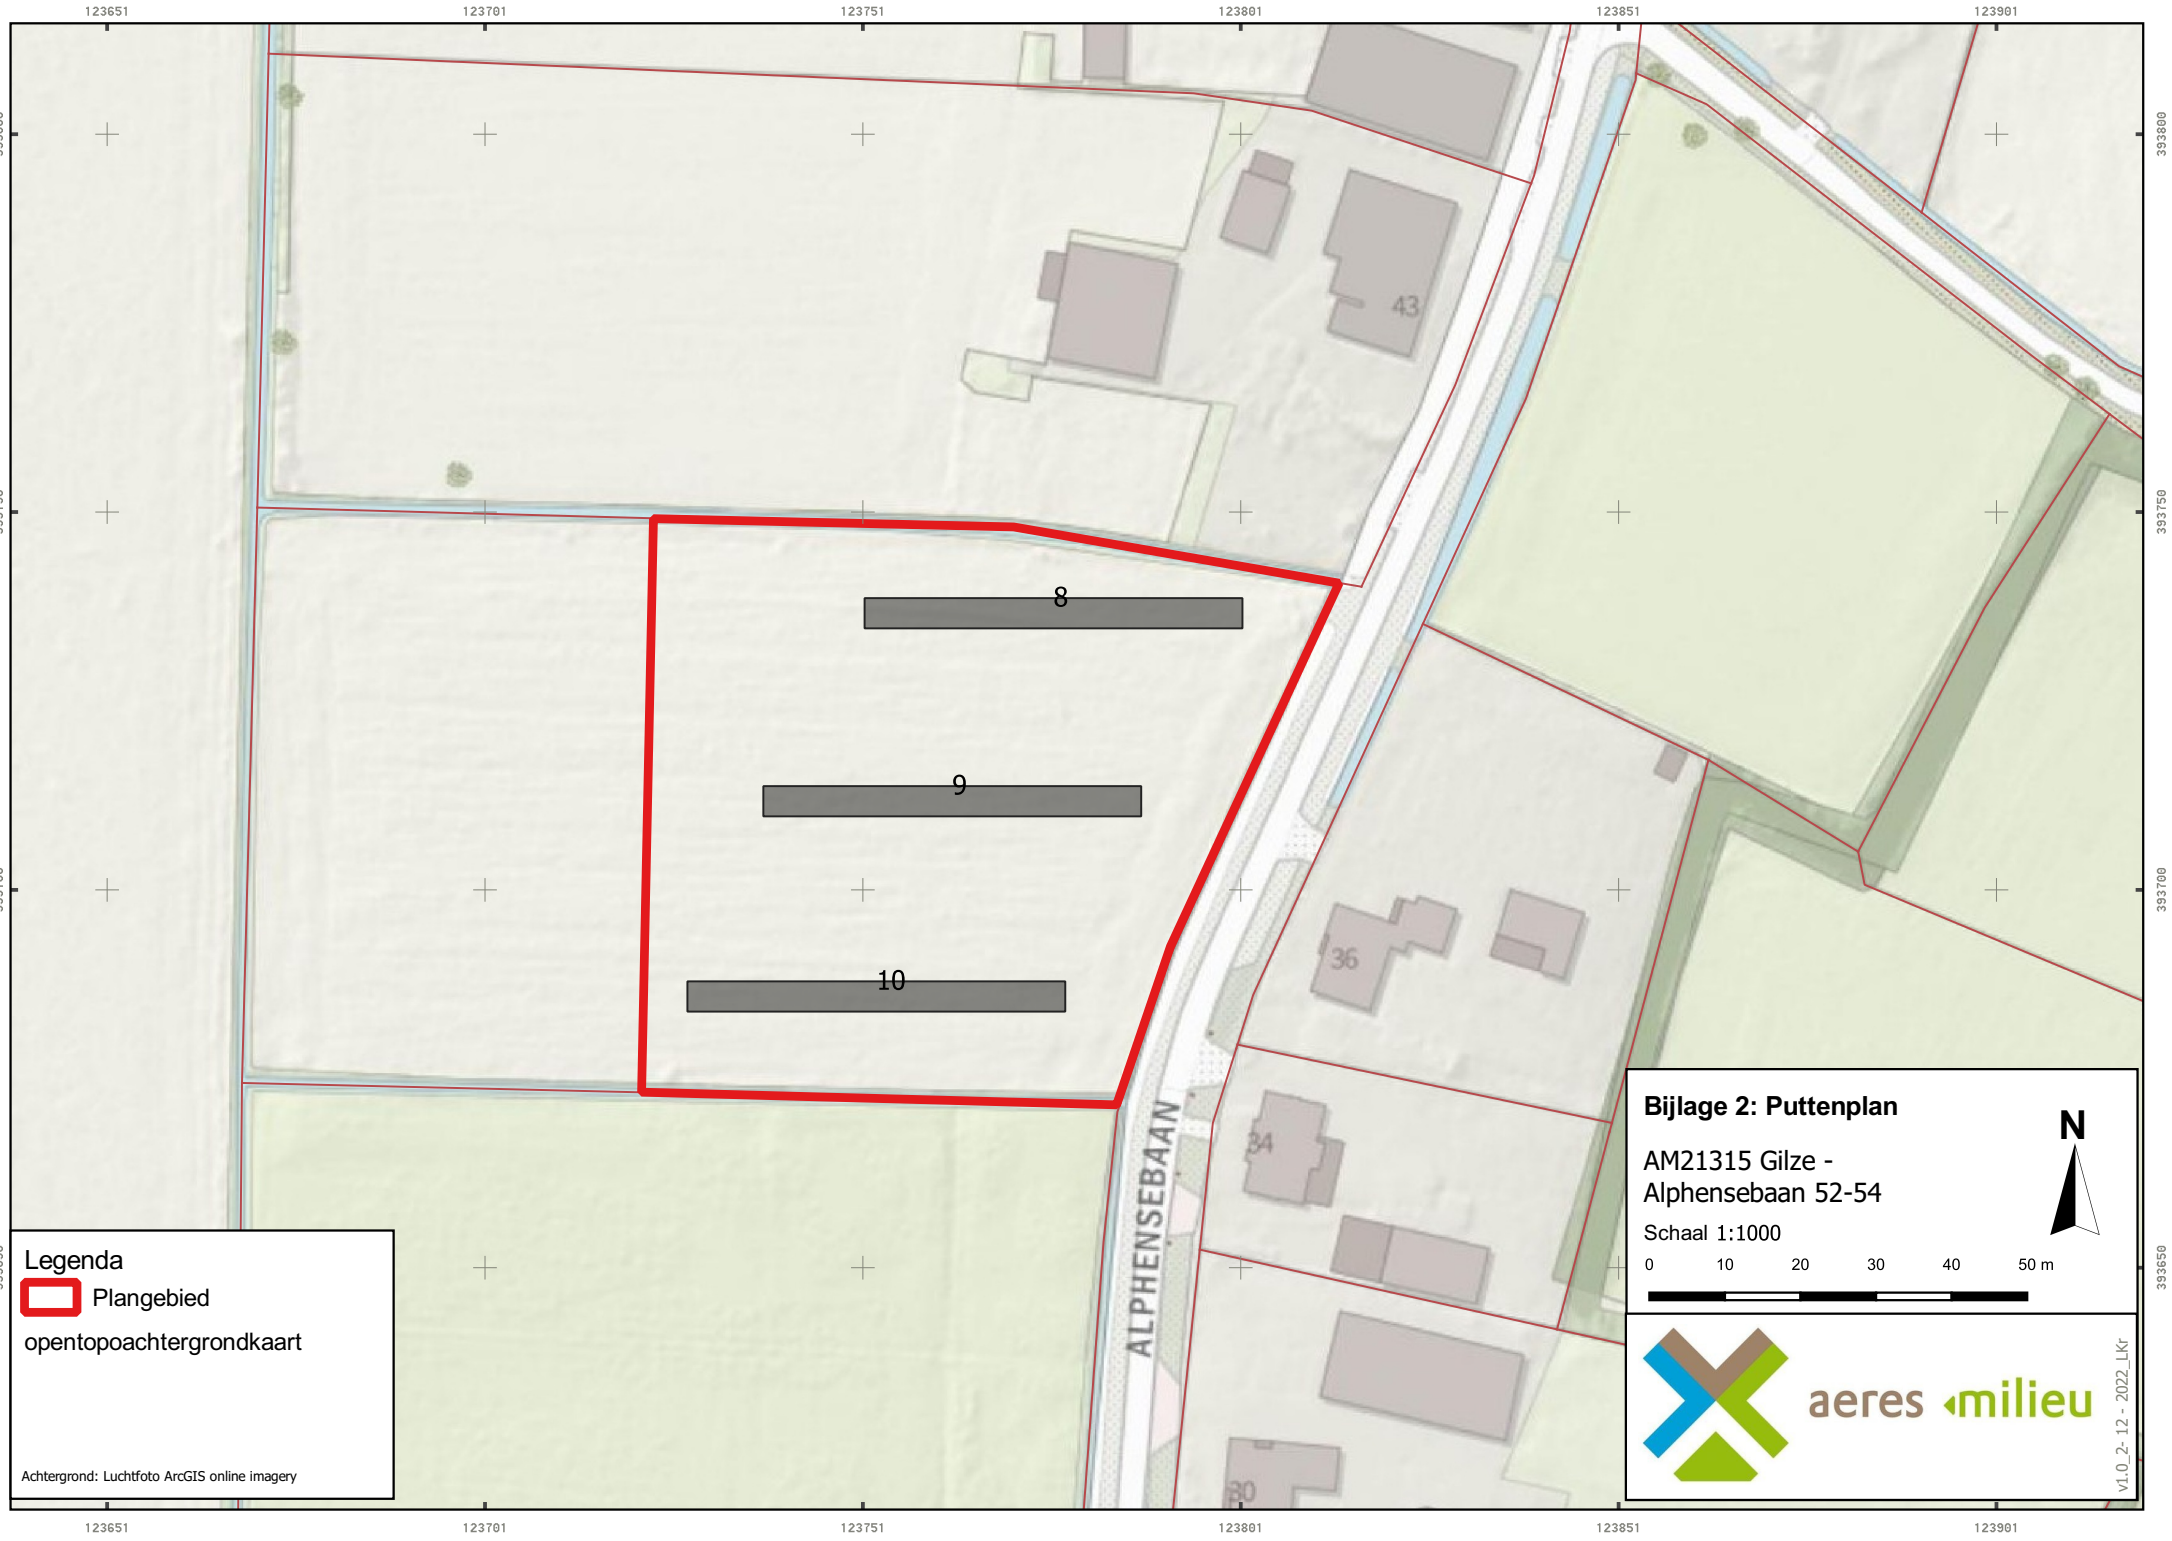 123651 123701 123751 123801 123851 123901
393800
43
393750
8
9
393700
10
36
34
ALPHENSEBAAN
30
393650
Bijlage 2: Puttenplan
N
AM21315 Gilze -
Alphensebaan 52-54
Schaal 1:1000
0 10 20 30 40 50 m
aeres milieu
v1.0_2- 12 - 2022_LKr
Legenda
Plangebied
opentopoachtergrondkaart
Achtergrond: Luchtfoto ArcGIS online imagery
123651 123701 123751 123801 123851 123901